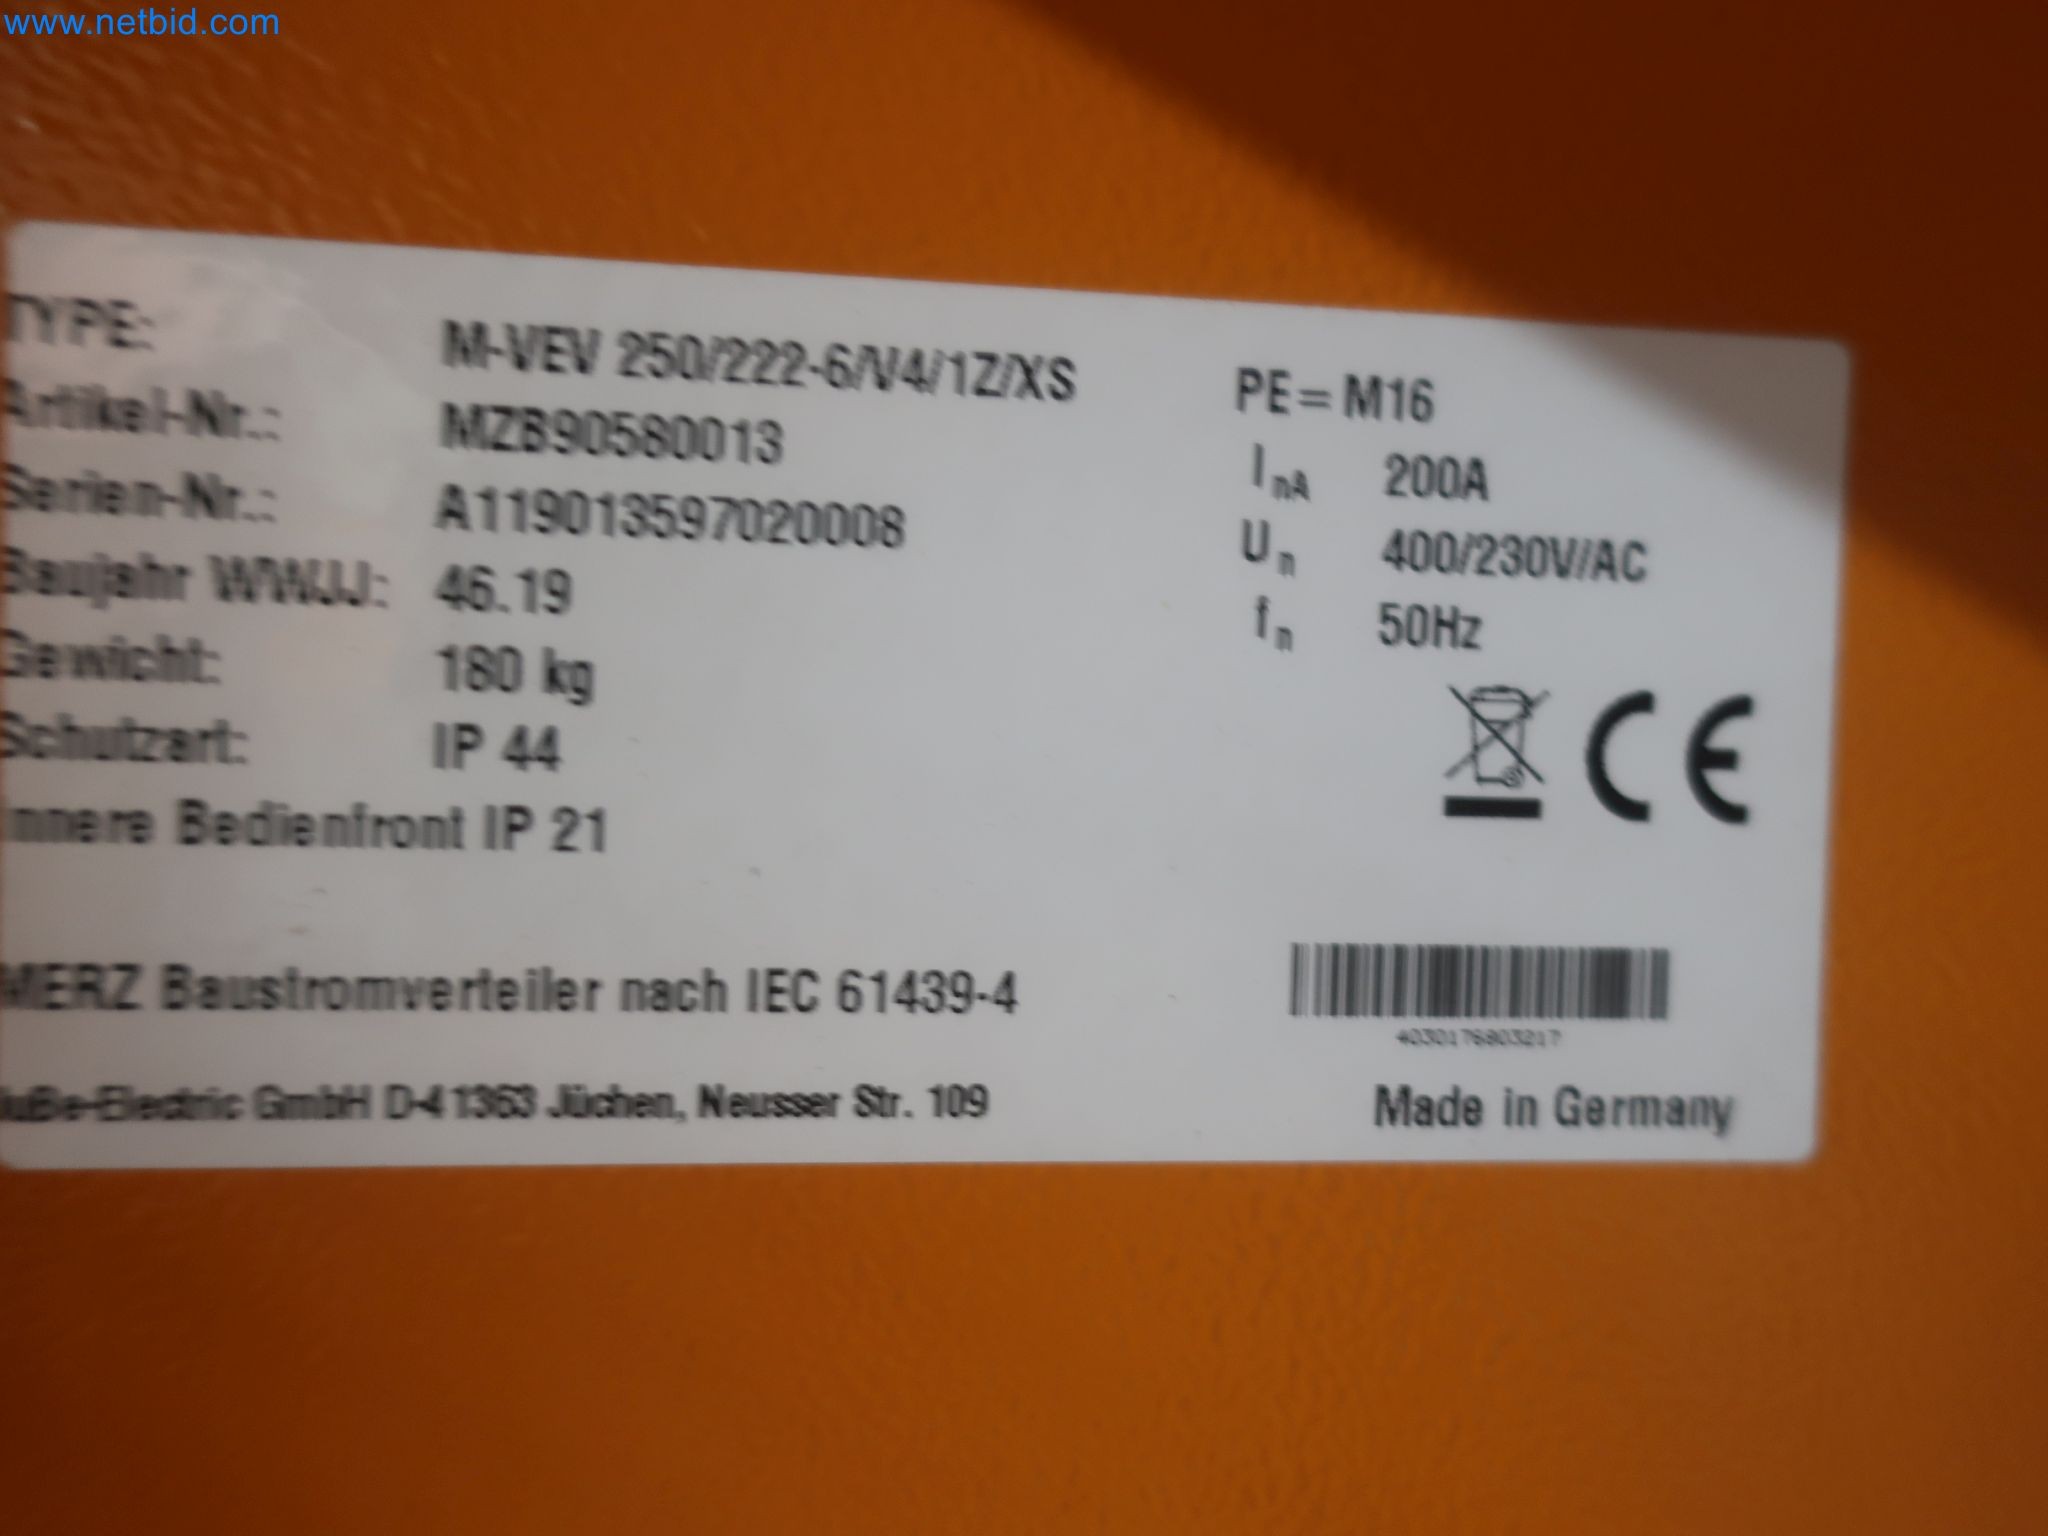 www.netbid.com
TYPE: M-VEV 250/222-6/V4/1Z/XS
Artikel-Nr.: MZB90580013
Serien-Nr.: A119013597020008
Baujahr WWJJ: 46.19
Gewicht: 180 kg
Schutzart: IP 44
Innere Bedienfront IP 21
PE = M16
InA 200A
Un 400/230V/AC
fn 50Hz
CE
MERZ Baustromverteiler nach IEC 61439-4
4030176803217
GmbH D-41363 Jüchen, Neusser Str. 109
Made in Germany